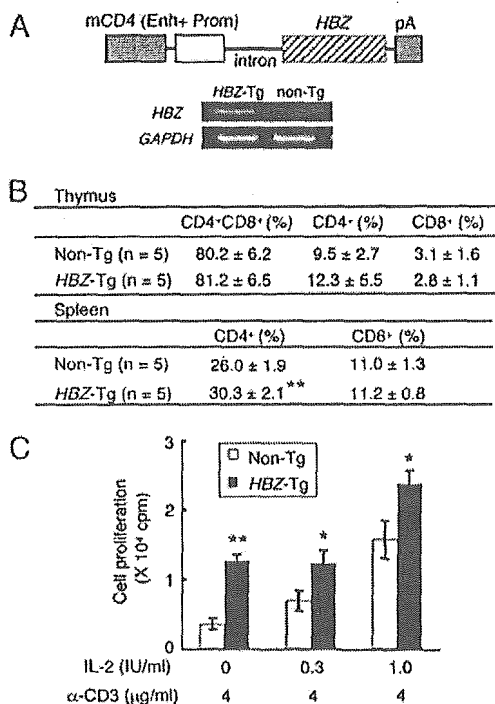 A
mCD4 (Enh+ Prom) HBZ pA
intron
HBZ-Tg non-Tg
HBZ
GAPDH
B
Thymus
CD4+CD8+ (%) CD4+ (%) CD8+ (%)
Non-Tg (n = 5) 80.2 ± 6.2 9.5 ± 2.7 3.1 ± 1.6
HBZ-Tg (n = 5) 81.2 ± 6.5 12.3 ± 5.5 2.8 ± 1.1
Spleen
CD4+ (%) CD8+ (%)
Non-Tg (n = 5) 26.0 ± 1.9 11.0 ± 1.3
HBZ-Tg (n = 5) 30.3 ± 2.1** 11.2 ± 0.8
C
Cell proliferation
(X 10⁴ cpm)
3
2
1
0
Non-Tg
HBZ-Tg
** * *
IL-2 (IU/ml) 0 0.3 1.0
α-CD3 (μg/ml) 4 4 4